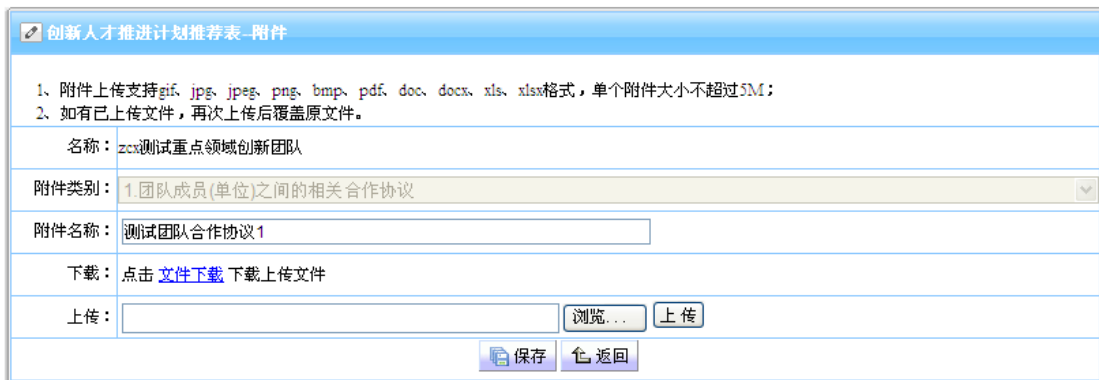 创新人才推进计划推荐表--附件
1、附件上传支持gif、jpg、jpeg、png、bmp、pdf、doc、docx、xls、xlsx格式，单个附件大小不超过5M；
2、如有已上传文件，再次上传后覆盖原文件。
名称：zcx测试重点领域创新团队
附件类别：1.团队成员(单位)之间的相关合作协议
附件名称：测试团队合作协议1
下载：点击 文件下载 下载上传文件
上传：浏览... 上传
保存 返回